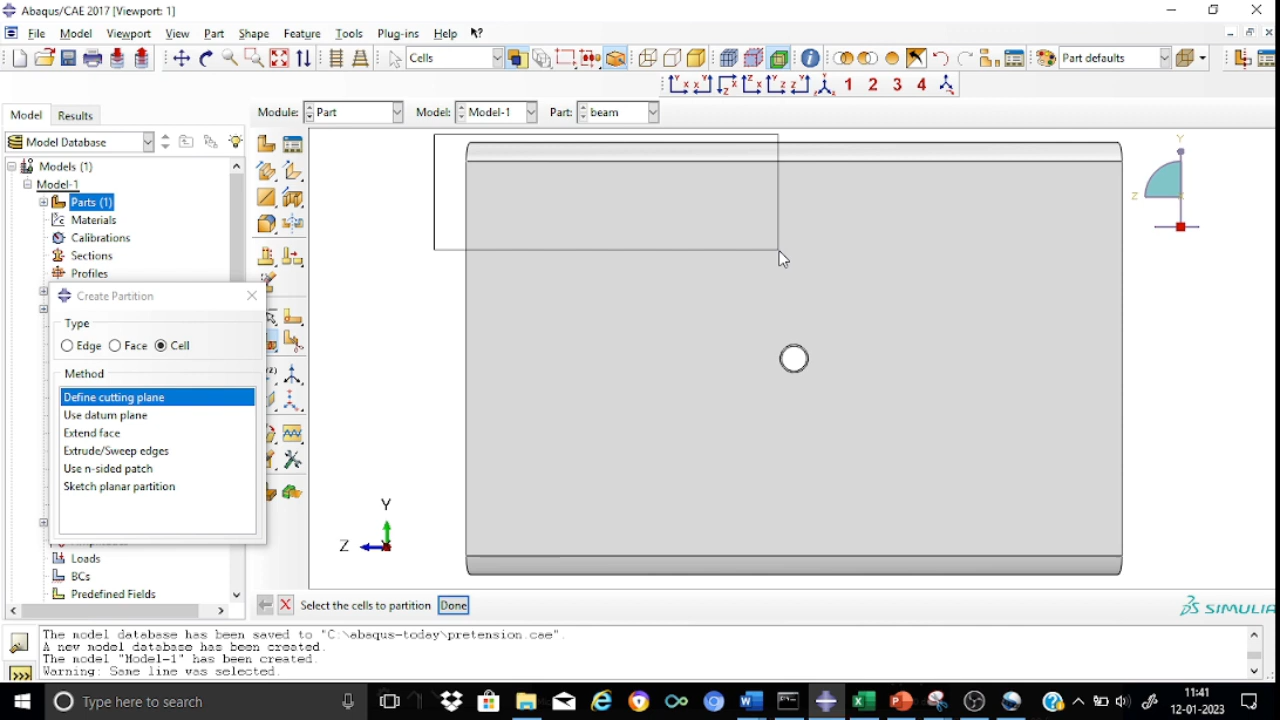 Abaqus/CAE 2017 [Viewport: 1]
File Model Viewport View Part Shape Feature Tools Plug-ins Help
Cells
Part defaults
1 2 3 4
Model Results
Module: Part Model: Model-1 Part: beam
Model Database
Models (1)
Model-1
Parts (1)
Materials
Calibrations
Sections
Profiles
Create Partition
Type
Edge Face Cell
Method
Define cutting plane
Use datum plane
Extend face
Extrude/Sweep edges
Use n-sided patch
Sketch planar partition
Loads
BCs
Predefined Fields
Y
Z
Y
Z
Select the cells to partition Done
SIMULIA
The model database has been saved to "C:\abaqus-today\pretension.cae".
A new model database has been created.
The model "Model-1" has been created.
Warning: Same line was selected.
Type here to search
11:41
12-01-2023